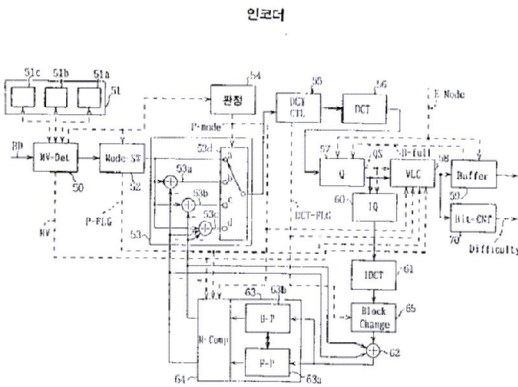 인코더
51c 51b 51a
51
54
판정
55
DCT CTL
56
DCT
E Node
P-mode
53d
57
QS
B-full
58
BD
MV-Det
50
Mode-SW
52
53a
a
Q
VLC
Buffer
59
53b
60
IQ
53c
d
53
DCT-FLG
Bit-CNT
70
MV
P-FLG
Difficulty
IDCT
61
63
63b
B-P
Block Change
65
M-Comp
F-P
62
64
63a